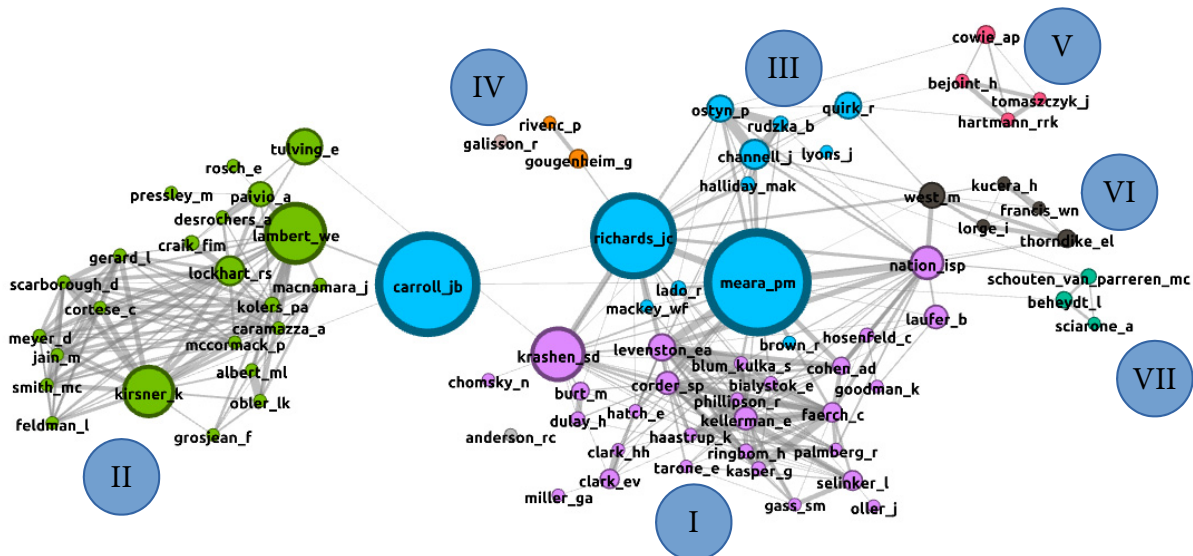 cowie_ap
V
III
bejoint_h
IV
tomaszczyk_j
ostyn_p
quirk_r
hartmann_rrk
rivenc_p
rudzka_b
galisson_r
tulving_e
channell_j
lyons_j
gougenheim_g
rosch_e
halliday_mak
kucera_h
VI
pressley_m
paivio_a
west_m
francis_wn
desrochers_a
lorge_i
lambert_we
richards_jc
thorndike_el
craik_fim
gerard_l
lockhart_rs
nation_isp
scarborough_d
macnamara_j
carroll_jb
lado_r
meara_pm
schouten_van_parreren_mc
cortese_c
kolers_pa
mackey_wf
beheydt_l
caramazza_a
laufer_b
sciarone_a
meyer_d
mccormack_p
hosenfeld_c
jain_m
krashen_sd
levenston_ea
brown_r
blum_kulka_s
cohen_ad
albert_ml
chomsky_n
corder_sp
bialystok_e
goodman_k
VII
smith_mc
kirsner_k
burt_m
phillipson_r
obler_lk
hatch_e
faerch_c
feldman_l
dulay_h
kellerman_e
grosjean_f
anderson_rc
haastrup_k
clark_hh
ringbom_h
palmberg_r
II
tarone_e
kasper_g
clark_ev
selinker_l
miller_ga
gass_sm
oller_j
I